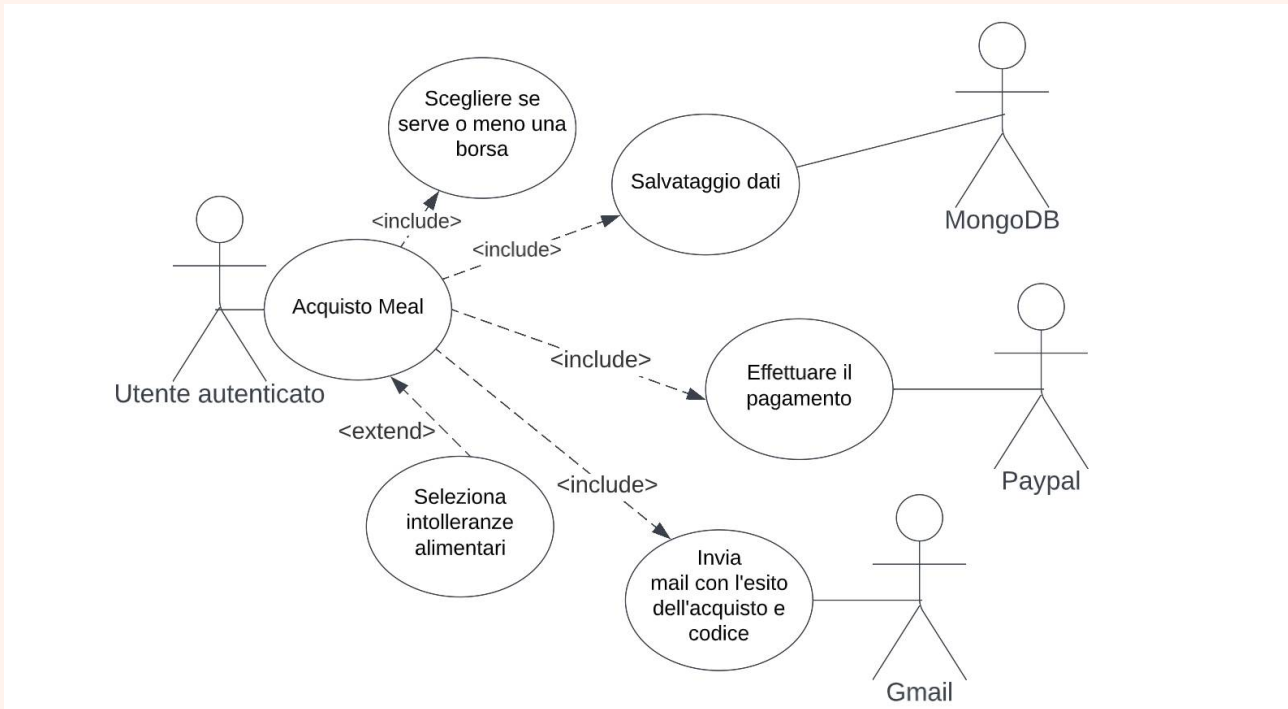 Scegliere se
serve o meno una
borsa
Salvataggio dati
MongoDB
<include>
<include>
Acquisto Meal
Utente autenticato
<include>
Effettuare il
pagamento
Paypal
<extend>
<include>
Seleziona
intolleranze
alimentari
Invia
mail con l'esito
dell'acquisto e
codice
Gmail